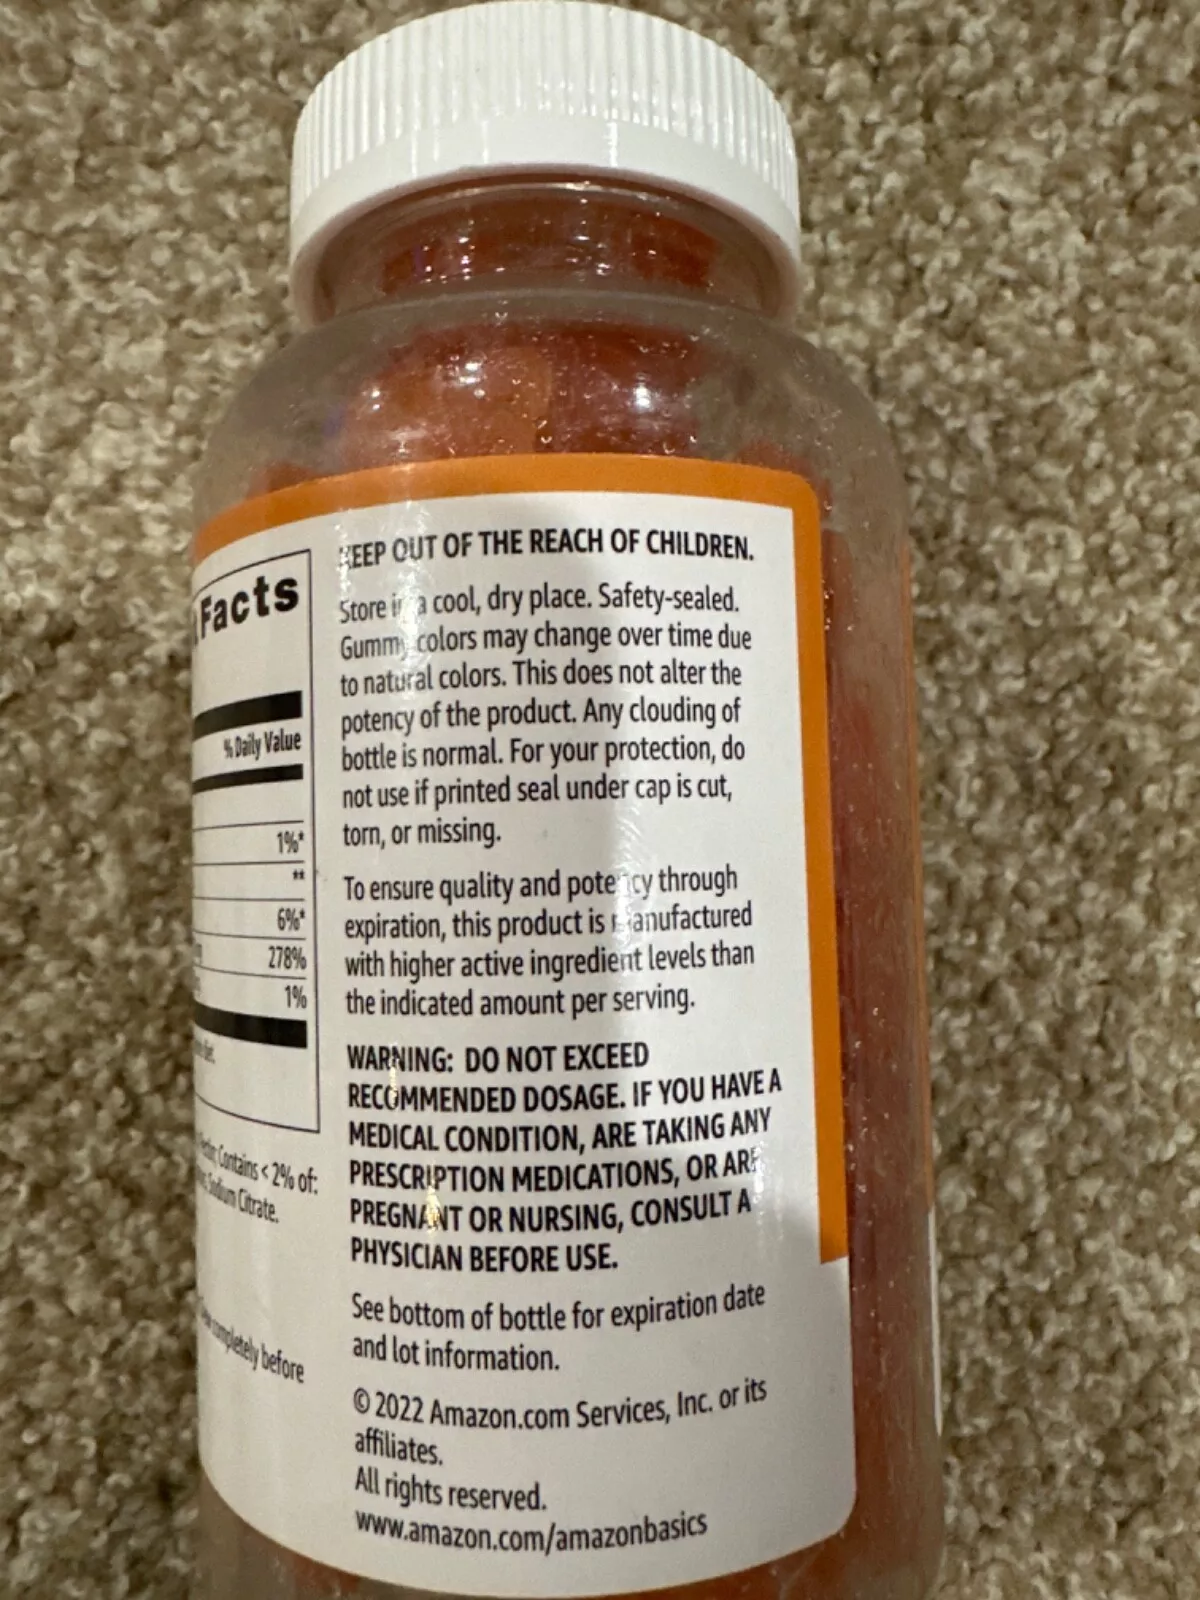 Facts
% Daily Value
1%*
**
6%*
278%
1%
Contains < 2% of:
Sodium Citrate.
completely before
KEEP OUT OF THE REACH OF CHILDREN.
Store in a cool, dry place. Safety-sealed.
Gummy colors may change over time due
to natural colors. This does not alter the
potency of the product. Any clouding of
bottle is normal. For your protection, do
not use if printed seal under cap is cut,
torn, or missing.
To ensure quality and potency through
expiration, this product is manufactured
with higher active ingredient levels than
the indicated amount per serving.
WARNING: DO NOT EXCEED
RECOMMENDED DOSAGE. IF YOU HAVE A
MEDICAL CONDITION, ARE TAKING ANY
PRESCRIPTION MEDICATIONS, OR ARE
PREGNANT OR NURSING, CONSULT A
PHYSICIAN BEFORE USE.
See bottom of bottle for expiration date
and lot information.
© 2022 Amazon.com Services, Inc. or its
affiliates.
All rights reserved.
www.amazon.com/amazonbasics